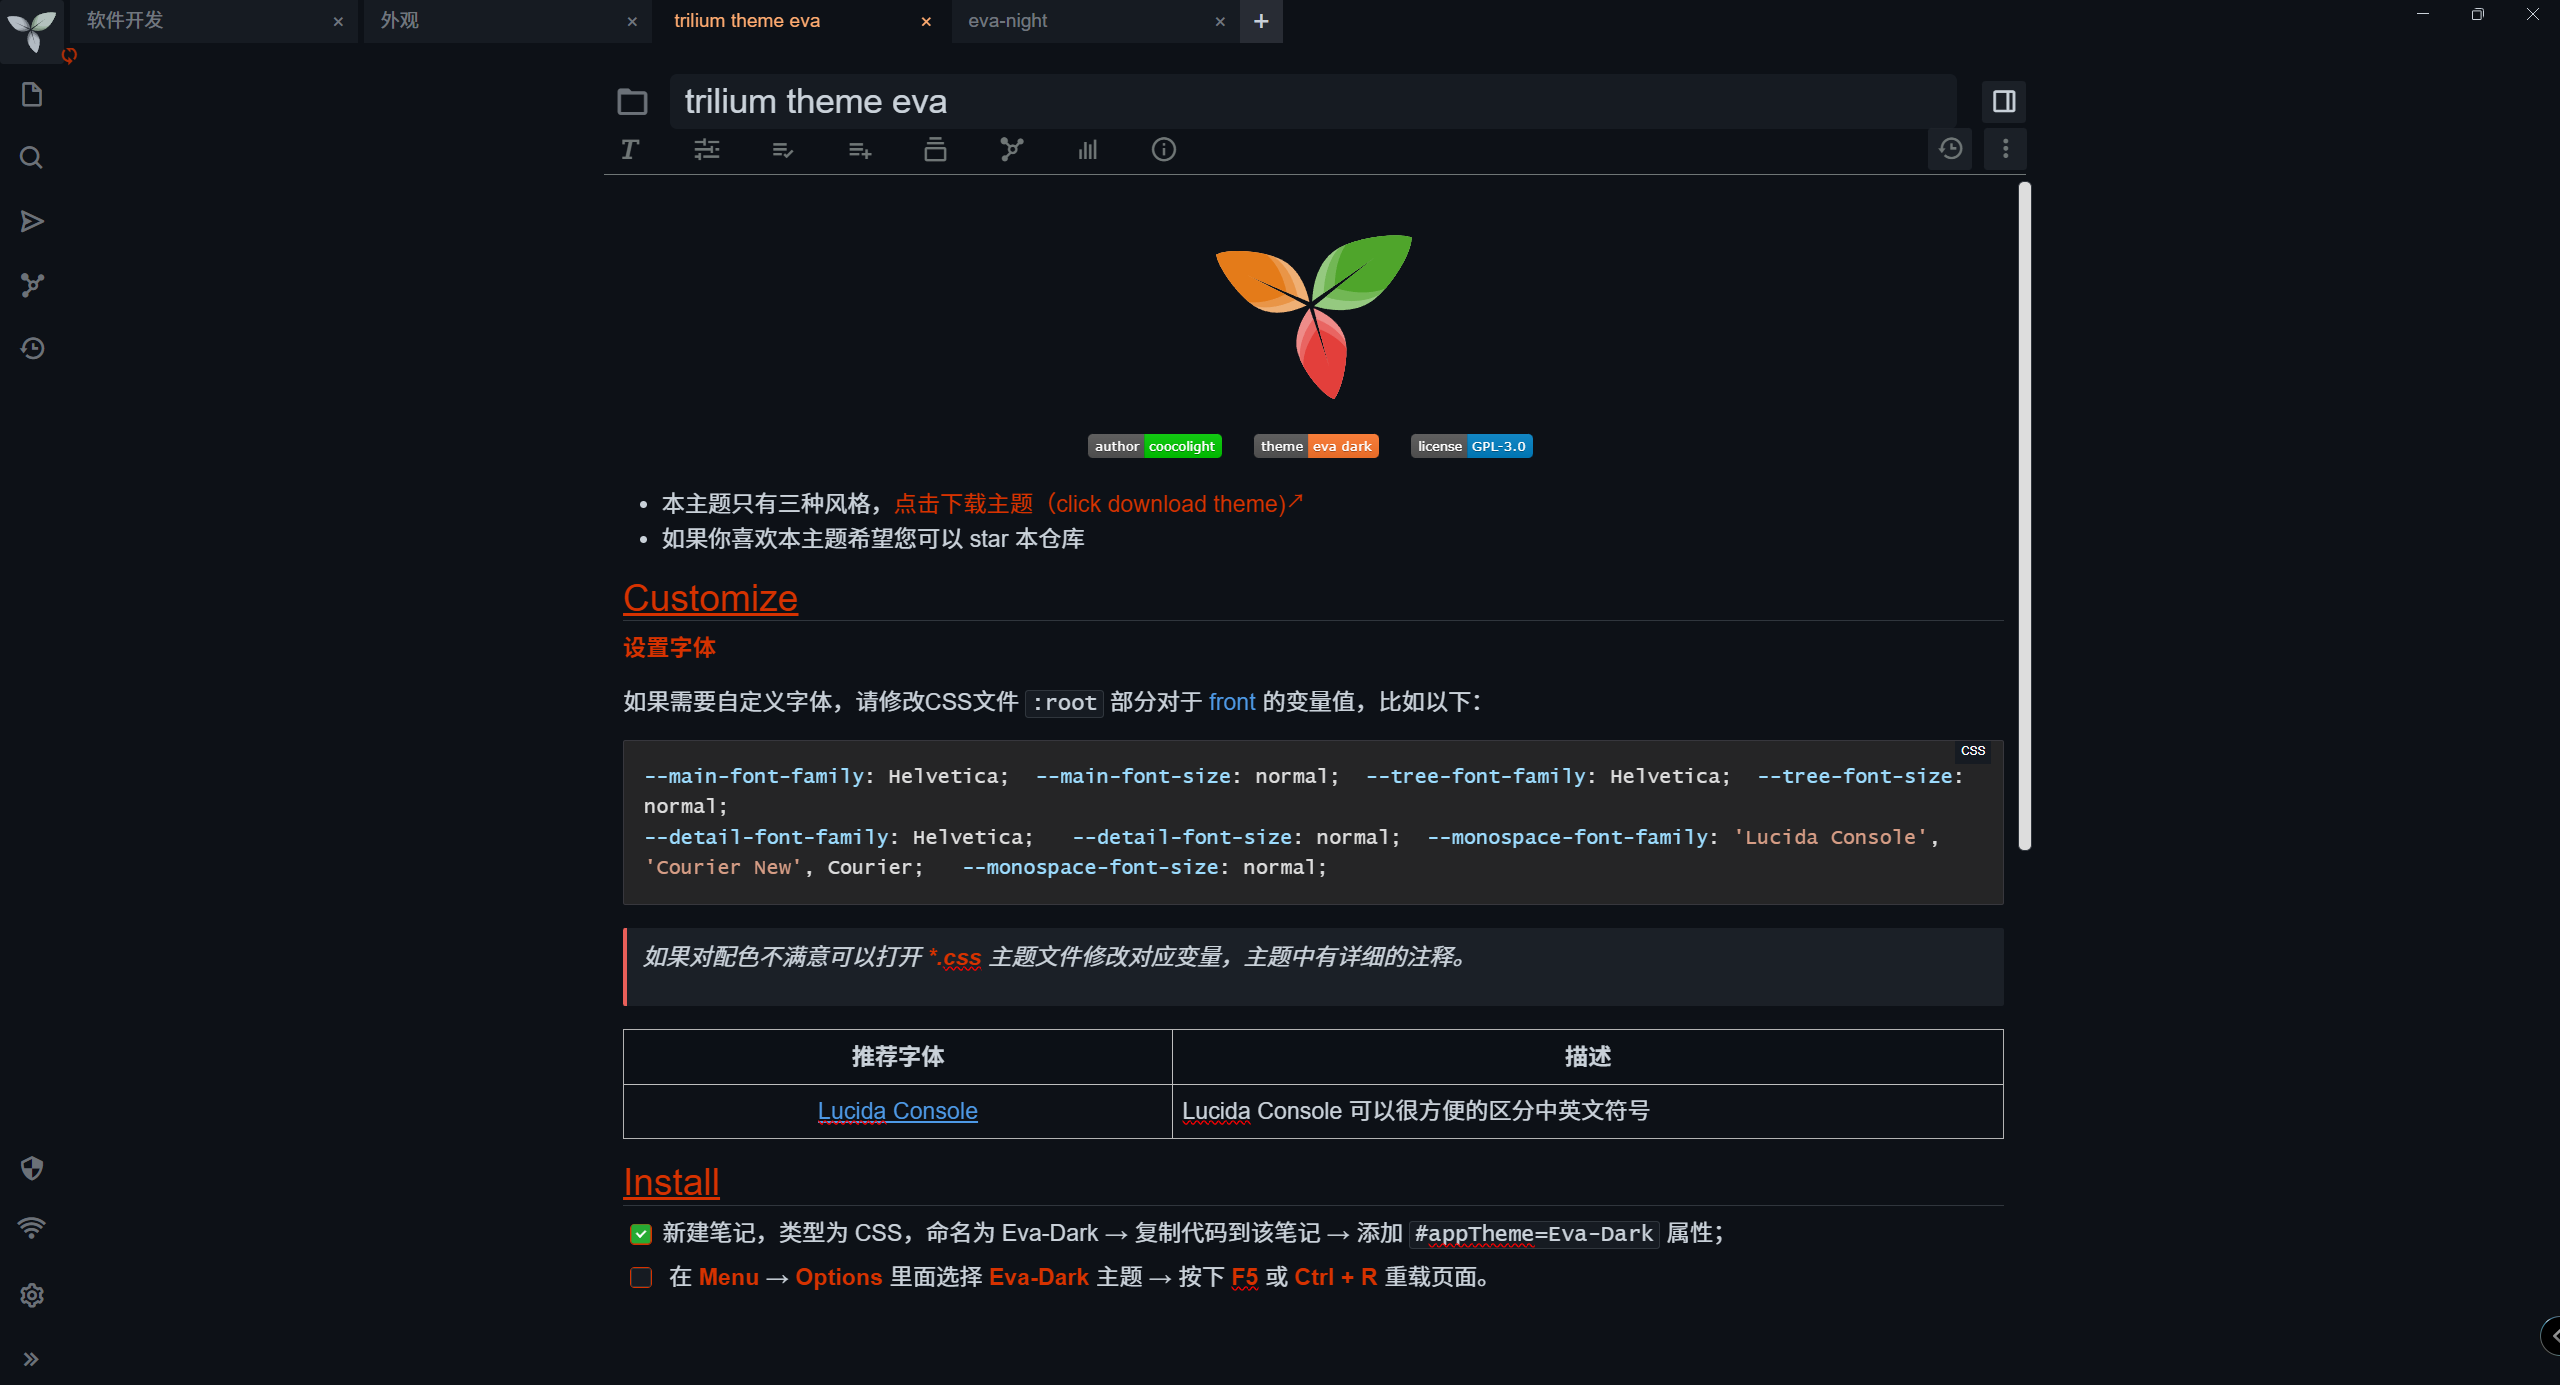 软件开发
外观
trilium theme eva
eva-night
trilium theme eva
author coocolight
theme eva dark
license GPL-3.0
本主题只有三种风格，点击下载主题（click download theme)↗
如果你喜欢本主题希望您可以 star 本仓库
Customize
设置字体
如果需要自定义字体，请修改CSS文件 :root 部分对于 front 的变量值，比如以下：
CSS
--main-font-family: Helvetica;  --main-font-size: normal;  --tree-font-family: Helvetica;  --tree-font-size:
normal;
--detail-font-family: Helvetica;   --detail-font-size: normal;  --monospace-font-family: 'Lucida Console',
'Courier New', Courier;   --monospace-font-size: normal;
如果对配色不满意可以打开 *.css 主题文件修改对应变量，主题中有详细的注释。
推荐字体
描述
Lucida Console
Lucida Console 可以很方便的区分中英文符号
Install
新建笔记，类型为 CSS，命名为 Eva-Dark → 复制代码到该笔记 → 添加 #appTheme=Eva-Dark 属性；
在 Menu → Options 里面选择 Eva-Dark 主题 → 按下 F5 或 Ctrl + R 重载页面。